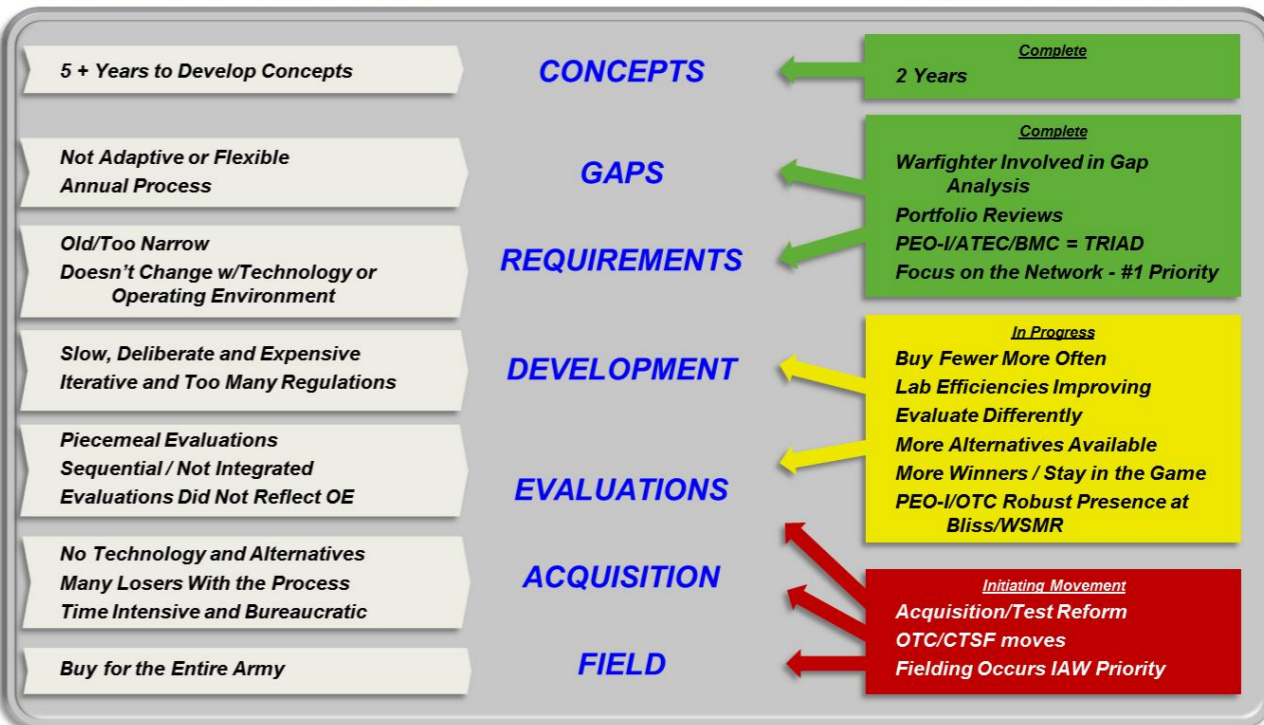 5 + Years to Develop Concepts
CONCEPTS
Complete
2 Years
Not Adaptive or Flexible
Annual Process
GAPS
Complete
Warfighter Involved in Gap
Analysis
Portfolio Reviews
PEO-I/ATEC/BMC = TRIAD
Focus on the Network - #1 Priority
Old/Too Narrow
Doesn't Change w/Technology or
Operating Environment
REQUIREMENTS
Slow, Deliberate and Expensive
Iterative and Too Many Regulations
DEVELOPMENT
In Progress
Buy Fewer More Often
Lab Efficiencies Improving
Evaluate Differently
More Alternatives Available
More Winners / Stay in the Game
PEO-I/OTC Robust Presence at
Bliss/WSMR
Piecemeal Evaluations
Sequential / Not Integrated
Evaluations Did Not Reflect OE
EVALUATIONS
No Technology and Alternatives
Many Losers With the Process
Time Intensive and Bureaucratic
ACQUISITION
Initiating Movement
Acquisition/Test Reform
OTC/CTSF moves
Fielding Occurs IAW Priority
Buy for the Entire Army
FIELD